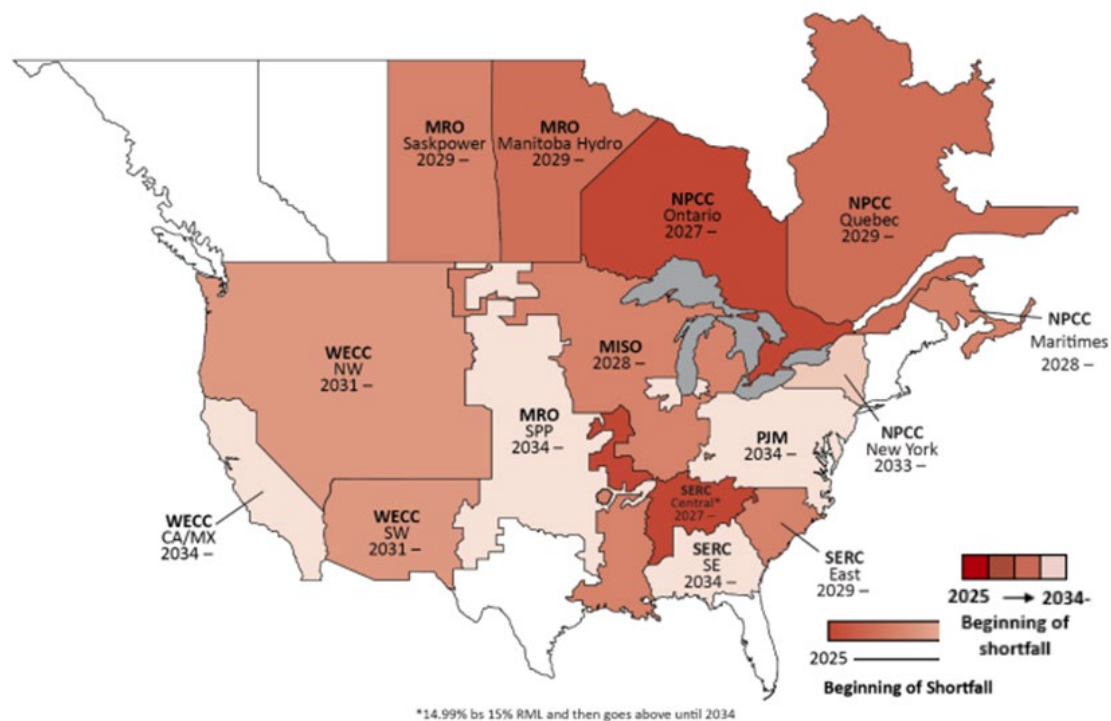 MRO
Saskpower
2029 –
MRO
Manitoba Hydro
2029 –
NPCC
Ontario
2027 –
NPCC
Quebec
2029 –
NPCC
Maritimes
2028 –
WECC
NW
2031 –
MISO
2028 –
MRO
SPP
2034 –
PJM
2034 –
NPCC
New York
2033 –
WECC
CA/MX
2034 –
WECC
SW
2031 –
SERC
Central*
2027 –
SERC
SE
2034 –
SERC
East
2029 –
2025 → 2034-
Beginning of
shortfall
2025
Beginning of Shortfall
*14.99% bs 15% RML and then goes above until 2034